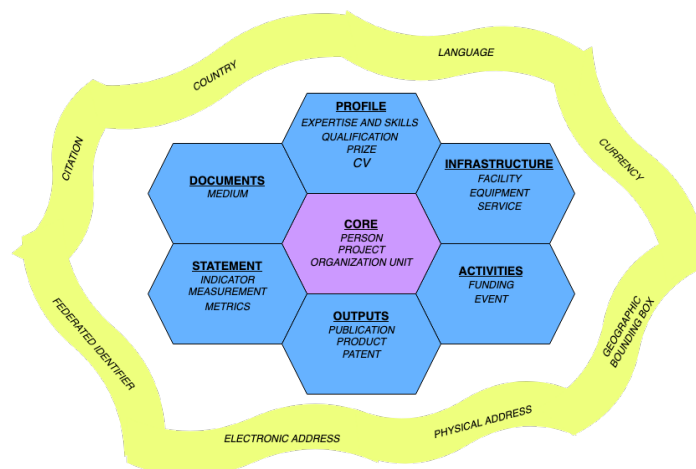 LANGUAGE
COUNTRY
CURRENCY
CITATION
PROFILE
EXPERTISE AND SKILLS
QUALIFICATION
PRIZE
CV
DOCUMENTS
MEDIUM
INFRASTRUCTURE
FACILITY
EQUIPMENT
SERVICE
CORE
PERSON
PROJECT
ORGANIZATION UNIT
STATEMENT
INDICATOR
MEASUREMENT
METRICS
ACTIVITIES
FUNDING
EVENT
OUTPUTS
PUBLICATION
PRODUCT
PATENT
FEDERATED IDENTIFIER
GEOGRAPHIC
BOUNDING BOX
ELECTRONIC ADDRESS
PHYSICAL ADDRESS